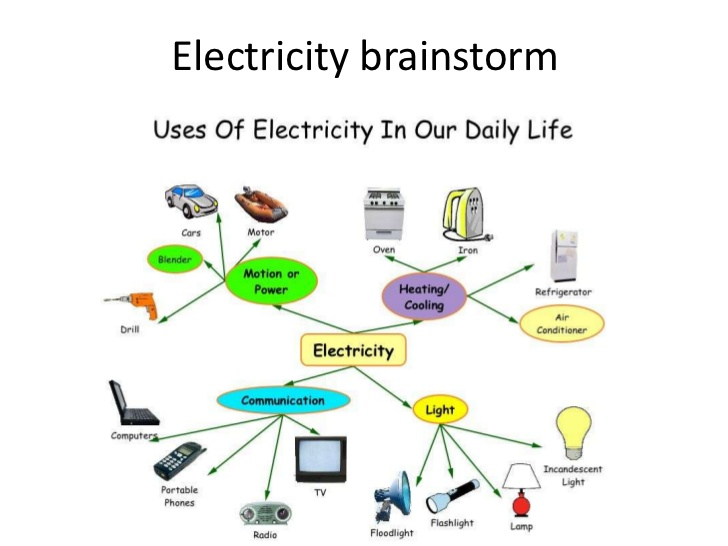 Electricity brainstorm
Uses Of Electricity In Our Daily Life
Cars
Motor
Blender
Motion or
Power
Drill
Oven
Iron
Heating/
Cooling
Refrigerator
Air
Conditioner
Electricity
Communication
Computers
Portable
Phones
Radio
TV
Light
Floodlight
Flashlight
Lamp
Incandescent
Light